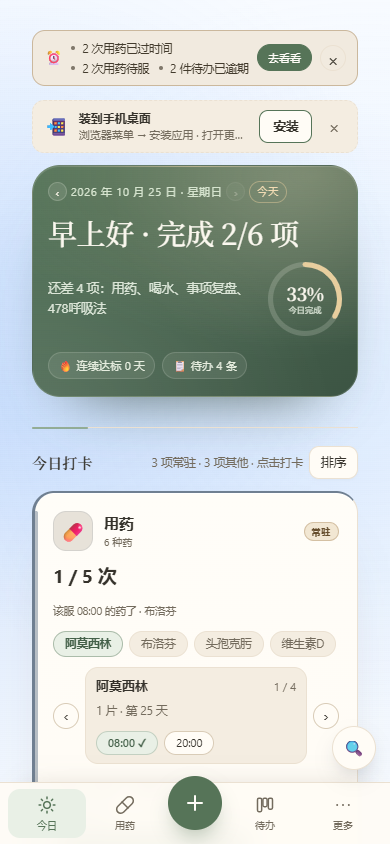 • 2 次用药已过时间
• 2 次用药待服 • 2 件待办已逾期
去看看
×
装到手机桌面
浏览器菜单 → 安装应用 · 打开更...
安装
×
‹ 2026 年 10 月 25 日 · 星期日 › 今天
早上好 · 完成 2/6 项
还差 4 项：用药、喝水、事项复盘、
478呼吸法
33%
今日完成
连续达标 0 天
待办 4 条
今日打卡
3 项常驻 · 3 项其他 · 点击打卡
排序
用药
6 种药
常驻
1 / 5 次
该服 08:00 的药了 · 布洛芬
阿莫西林 布洛芬 头孢克肟 维生素D
阿莫西林 1 / 4
1 片 · 第 25 天
‹ ›
08:00 ✓ 20:00
+
今日 用药 待办 更多